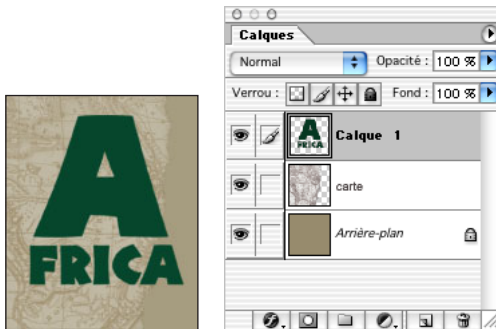 A
FRICA
Calques
Normal Opacité : 100 %
Verrou : Fond : 100 %
A
FRICA
Calque 1
carte
Arrière-plan